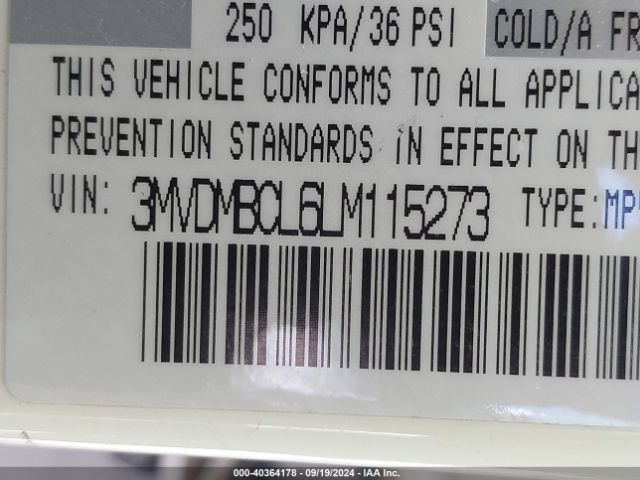 250 KPA/36 PSI COLD/A FR
THIS VEHICLE CONFORMS TO ALL APPLICA
PREVENTION STANDARDS IN EFFECT ON TH
VIN: 3MVDMBCL6LM115273 TYPE:MP
000-40364178 - 09/19/2024 - IAA Inc.